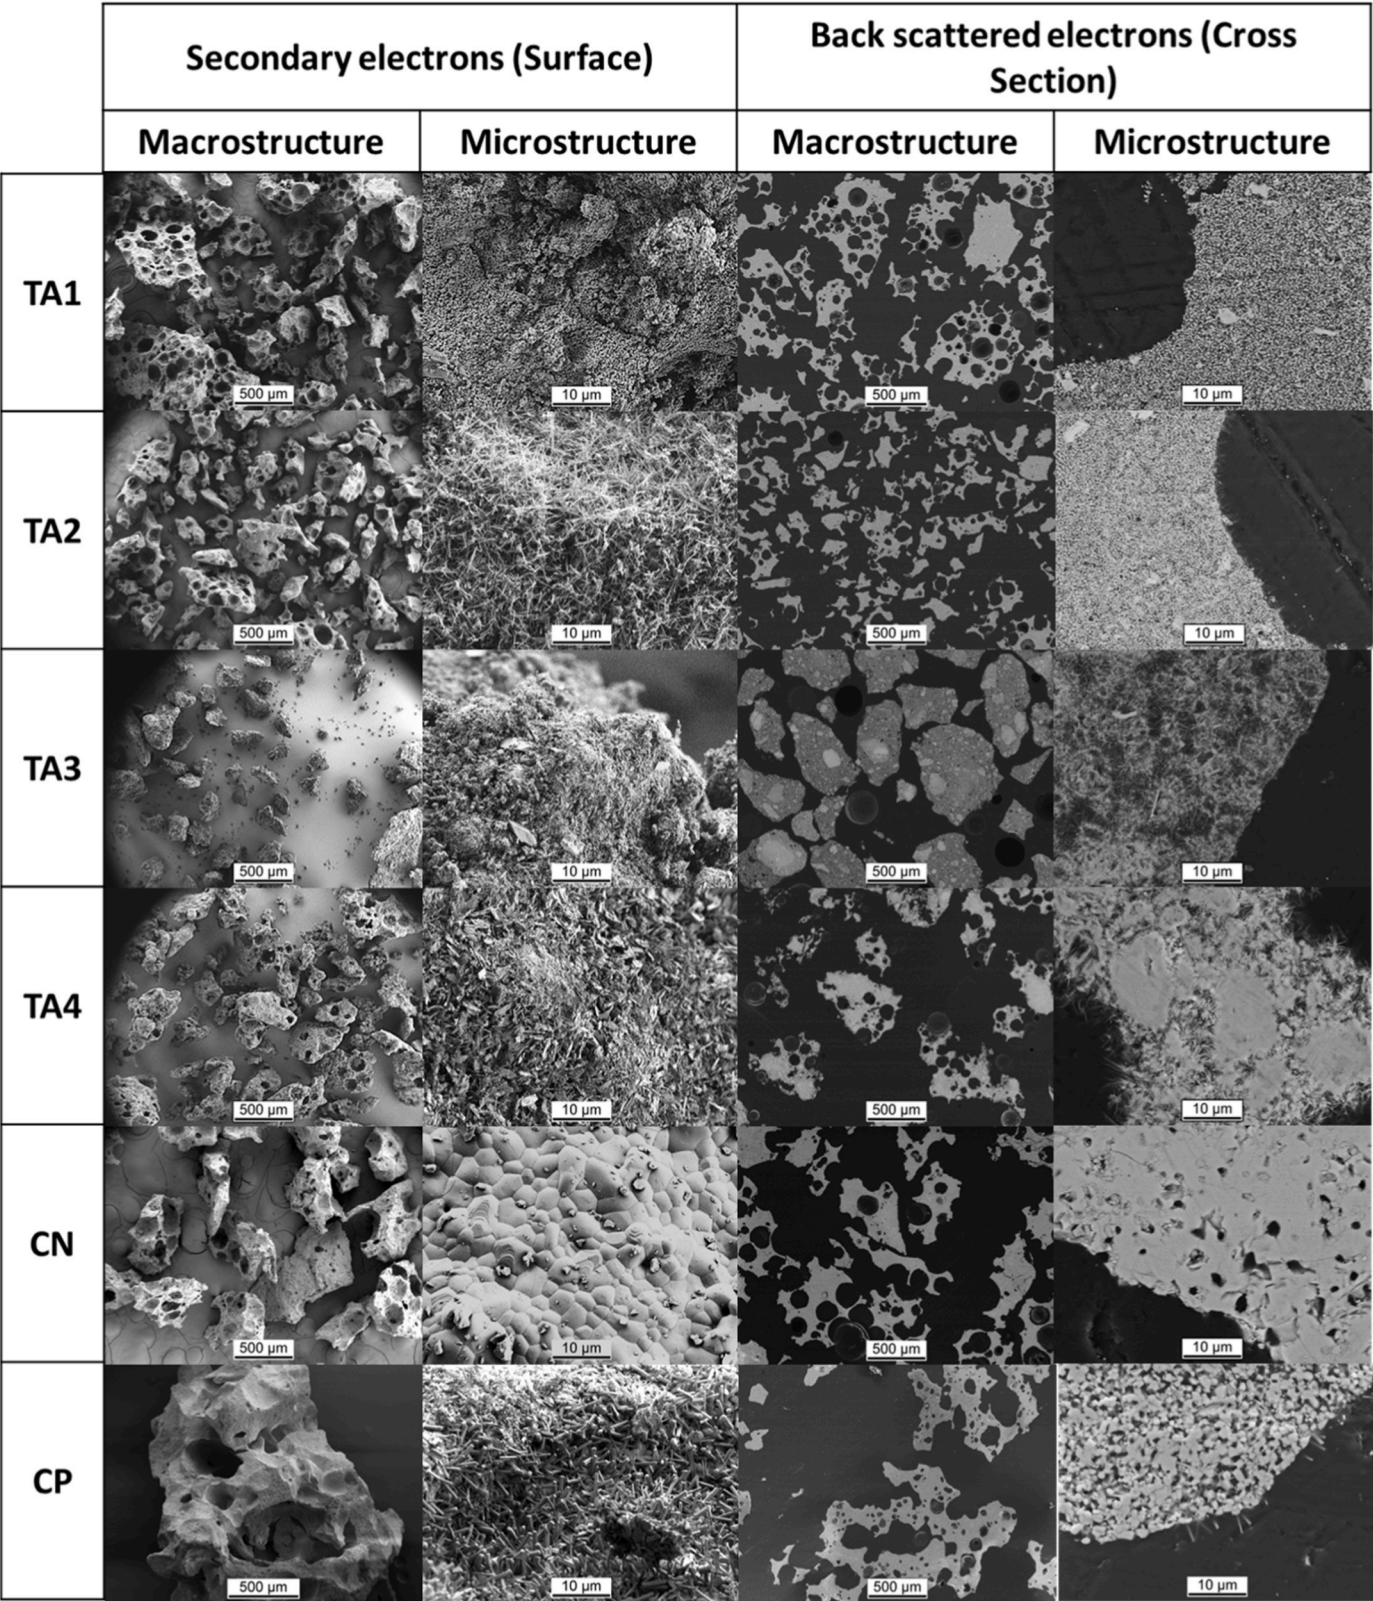 Secondary electrons (Surface)
Back scattered electrons (Cross
Section)
Macrostructure
Microstructure
Macrostructure
Microstructure
TA1
500 µm
10 µm
500 µm
10 µm
TA2
500 µm
10 µm
500 µm
10 µm
TA3
500 µm
10 µm
500 µm
10 µm
TA4
500 µm
10 µm
500 µm
10 µm
CN
500 µm
10 µm
500 µm
10 µm
CP
500 µm
10 µm
500 µm
10 µm